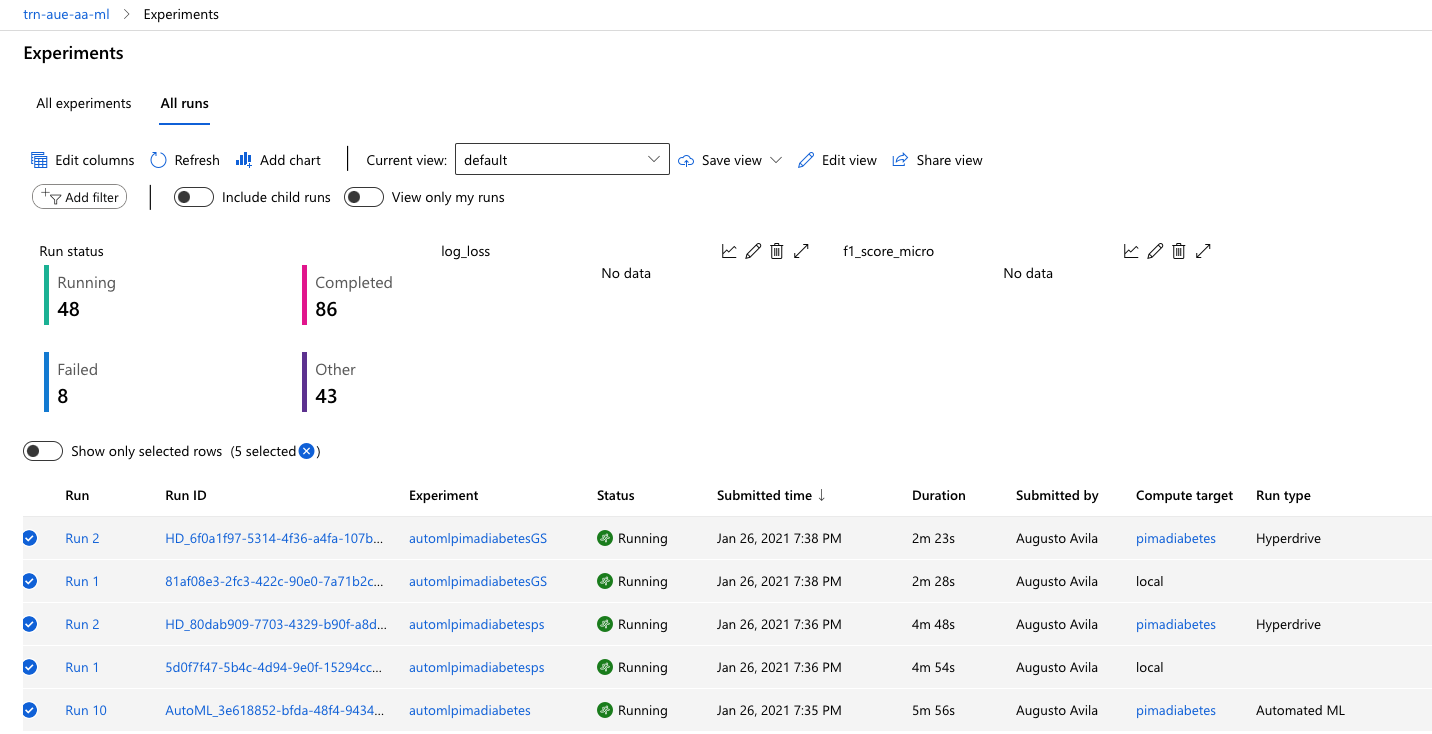 trn-aue-aa-ml > Experiments
Experiments
All experiments All runs
Edit columns Refresh Add chart Current view: default Save view Edit view Share view
Add filter Include child runs View only my runs
Run status log_loss f1_score_micro
No data No data
Running Completed
48 86
Failed Other
8 43
Show only selected rows (5 selected )
Run Run ID Experiment Status Submitted time ↓ Duration Submitted by Compute target Run type
Run 2 HD_6f0a1f97-5314-4f36-a4fa-107b... automlpimadiabetesGS Running Jan 26, 2021 7:38 PM 2m 23s Augusto Avila pimadiabetes Hyperdrive
Run 1 81af08e3-2fc3-422c-90e0-7a71b2c... automlpimadiabetesGS Running Jan 26, 2021 7:38 PM 2m 28s Augusto Avila local
Run 2 HD_80dab909-7703-4329-b90f-a8d... automlpimadiabetesps Running Jan 26, 2021 7:36 PM 4m 48s Augusto Avila pimadiabetes Hyperdrive
Run 1 5d0f7f47-5b4c-4d94-9e0f-15294cc... automlpimadiabetesps Running Jan 26, 2021 7:36 PM 4m 54s Augusto Avila local
Run 10 AutoML_3e618852-bfda-48f4-9434... automlpimadiabetes Running Jan 26, 2021 7:35 PM 5m 56s Augusto Avila pimadiabetes Automated ML